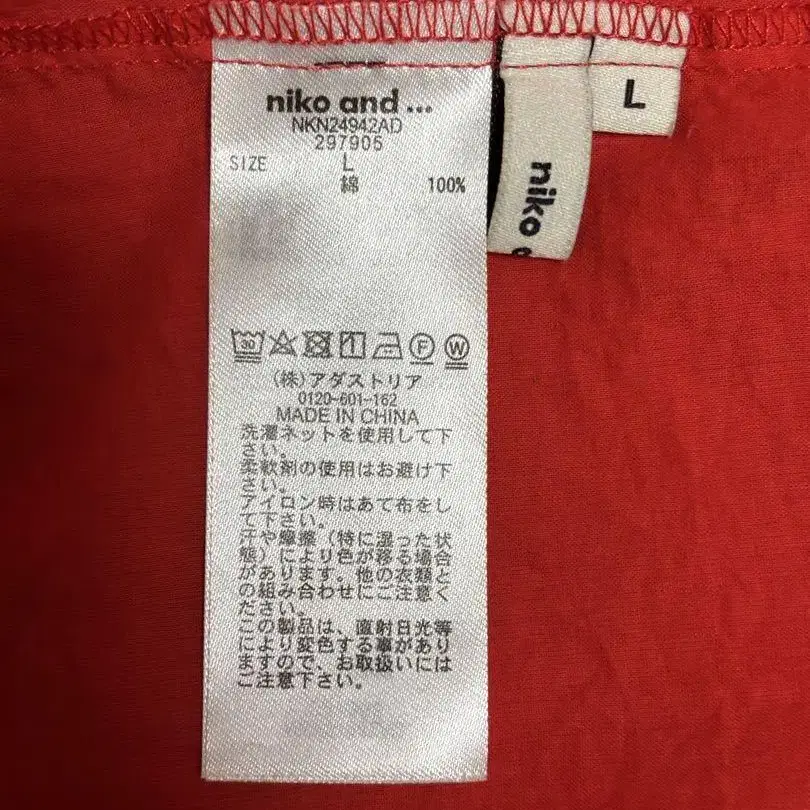 niko and ...
NKN24942AD
297905
SIZE L
綿 100%
30
F
W
(株)アダストリア
0120-601-162
MADE IN CHINA
洗濯ネットを使用して下
さい。
柔軟剤の使用はお避け下
さい。
アイロン時はあて布をし
て下さい。
汗や摩擦(特に湿った状
態)により色が移る場合
があります。他の衣類と
の組み合わせにご注意く
ださい。
この製品は、直射日光等
により変色する事があり
ますので、お取扱いには
ご注意下さい。
niko a
L